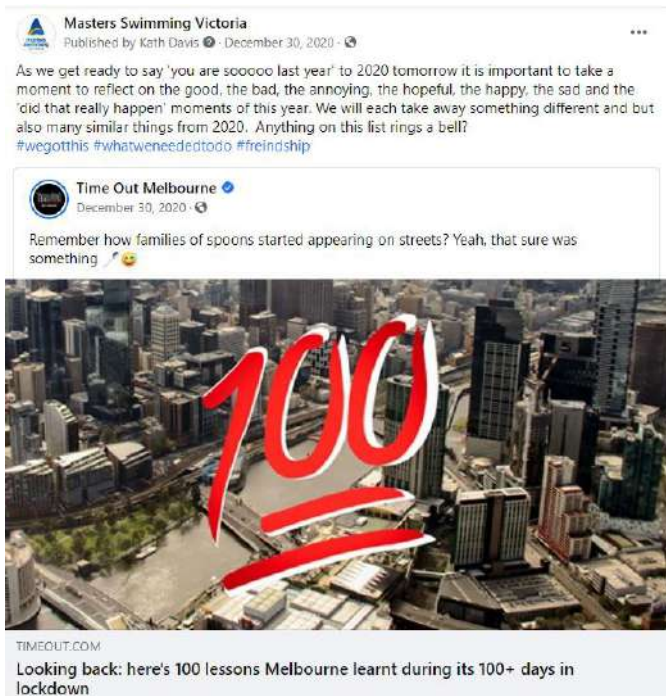 Masters Swimming Victoria
Published by Kath Davis · December 30, 2020 ·
As we get ready to say 'you are sooooo last year' to 2020 tomorrow it is important to take a
moment to reflect on the good, the bad, the annoying, the hopeful, the happy, the sad and the
'did that really happen' moments of this year. We will each take away something different and but
also many similar things from 2020. Anything on this list rings a bell?
#wegotthis #whatweneededtodo #freindship
Time Out Melbourne
December 30, 2020 ·
Remember how families of spoons started appearing on streets? Yeah, that sure was
something 🥄😅
100
TIMEOUT.COM
Looking back: here's 100 lessons Melbourne learnt during its 100+ days in
lockdown